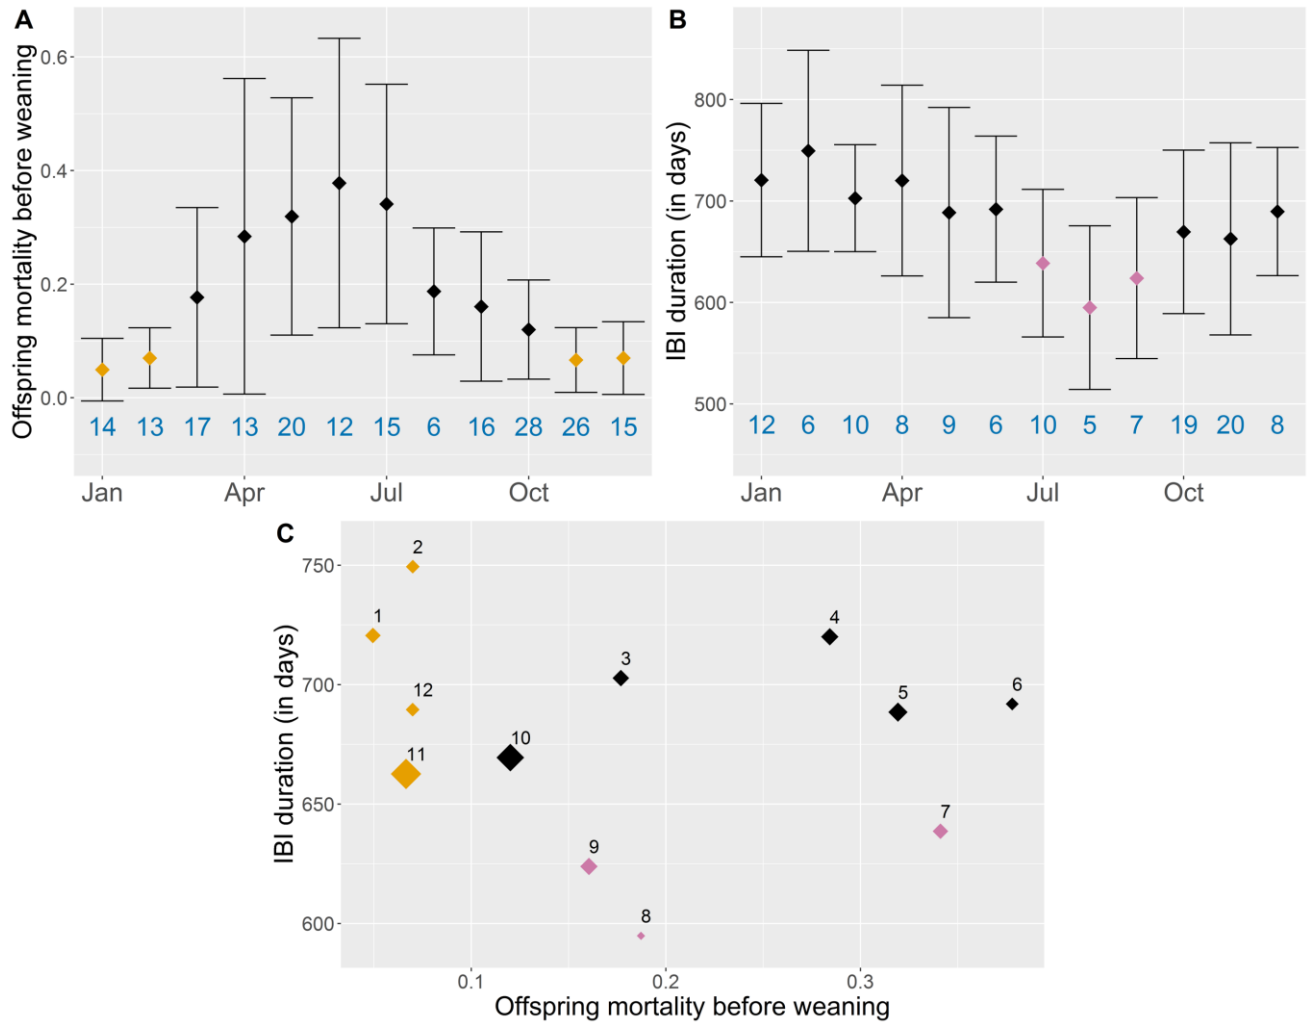 A
Offspring mortality before weaning
0.6
0.4
0.2
0.0
14 13 17 13 20 12 15 6 16 28 26 15
Jan Apr Jul Oct
B
IBI duration (in days)
800
700
600
500
12 6 10 8 9 6 10 5 7 19 20 8
Jan Apr Jul Oct
C
IBI duration (in days)
750
700
650
600
2
1
4
3
12
5
6
10
11
7
9
8
0.1 0.2 0.3
Offspring mortality before weaning